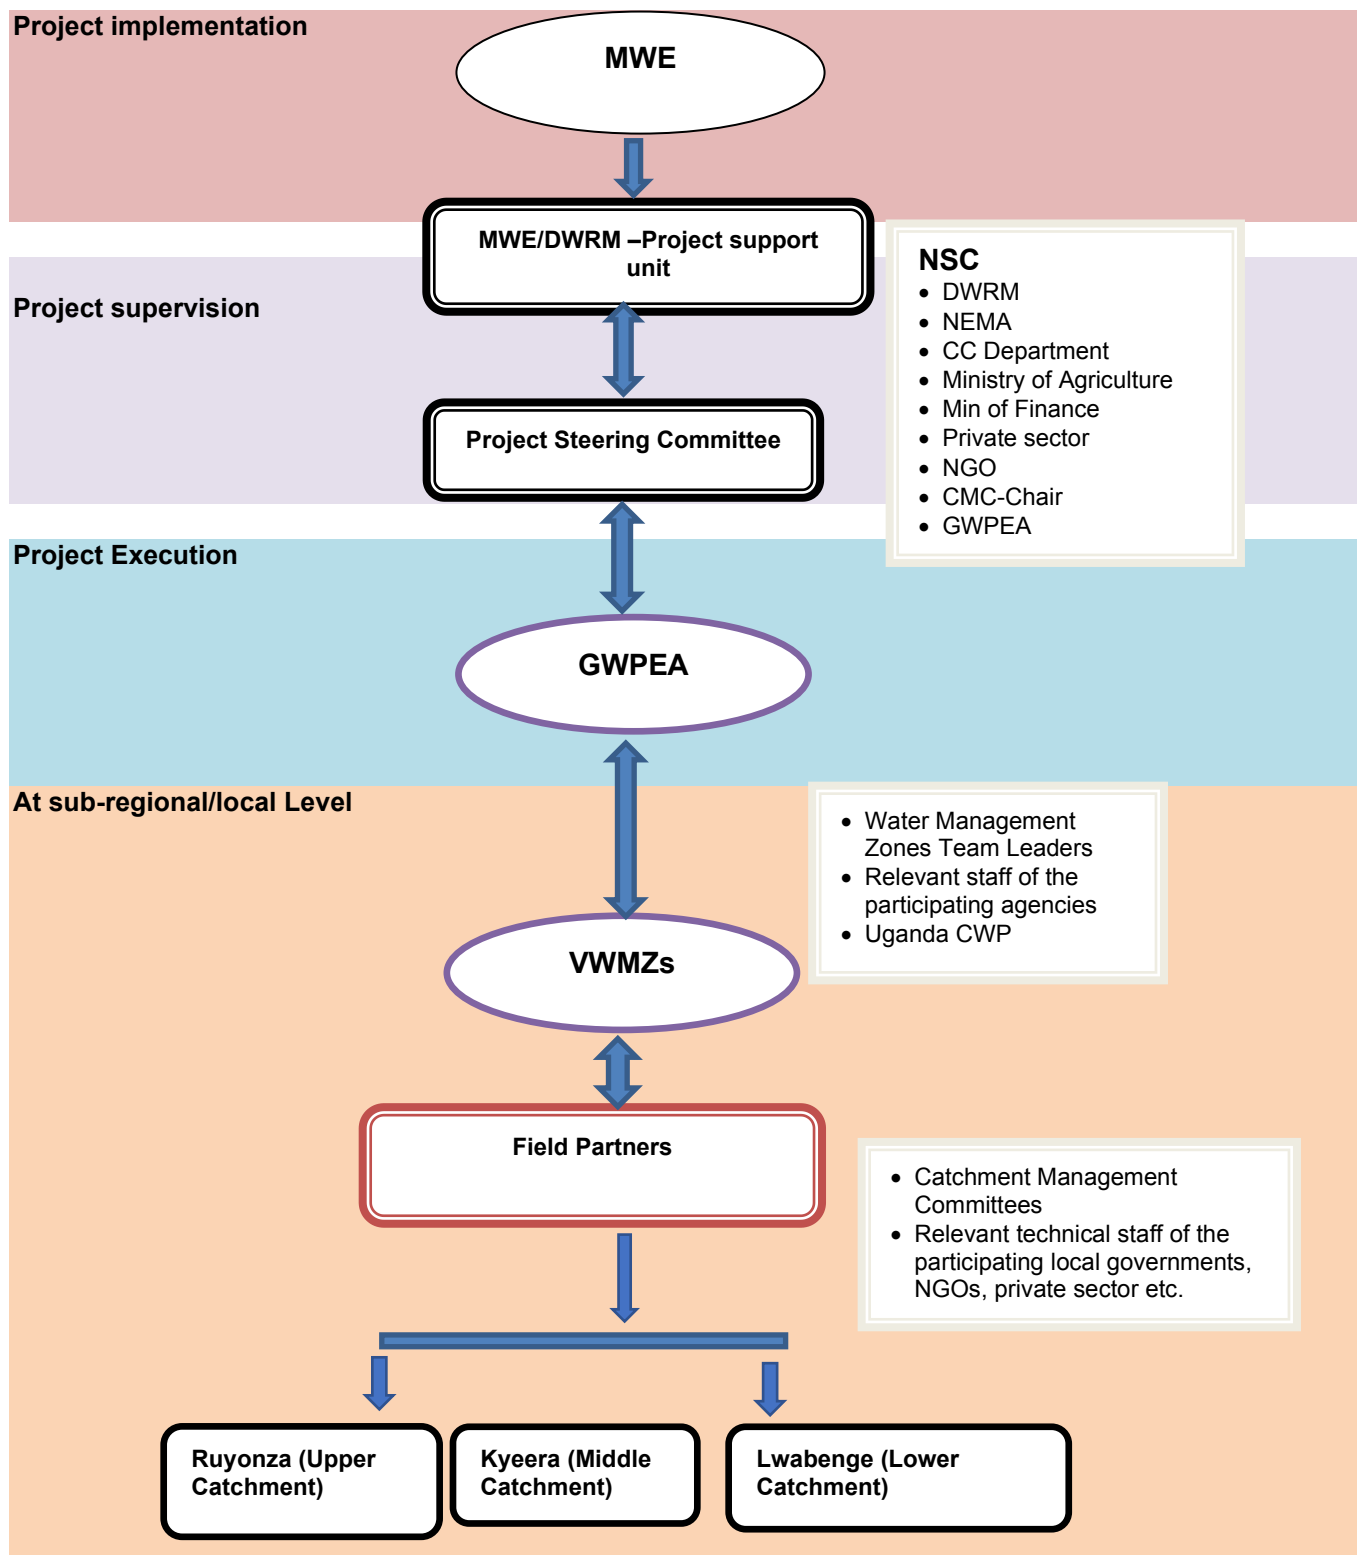 Project implementation
MWE
MWE/DWRM –Project support
unit
NSC
• DWRM
• NEMA
• CC Department
• Ministry of Agriculture
• Min of Finance
• Private sector
• NGO
• CMC-Chair
• GWPEA
Project supervision
Project Steering Committee
Project Execution
GWPEA
At sub-regional/local Level
• Water Management
Zones Team Leaders
• Relevant staff of the
participating agencies
• Uganda CWP
VWMZs
Field Partners
• Catchment Management
Committees
• Relevant technical staff of the
participating local governments,
NGOs, private sector etc.
Ruyonza (Upper
Catchment)
Kyeera (Middle
Catchment)
Lwabenge (Lower
Catchment)